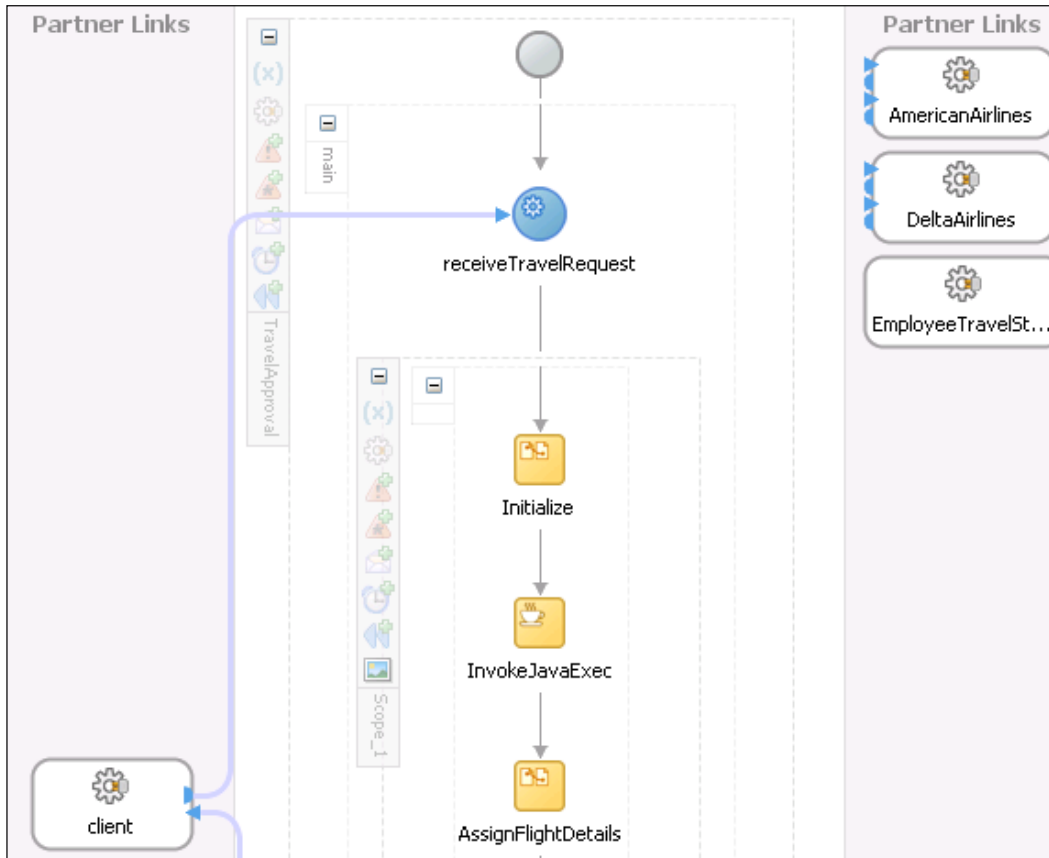 Partner Links
Partner Links
(x)
AmericanAirlines
main
DeltaAirlines
receiveTravelRequest
EmployeeTravelSt...
TravelApproval
(x)
Initialize
InvokeJavaExec
Scope_1
client
AssignFlightDetails